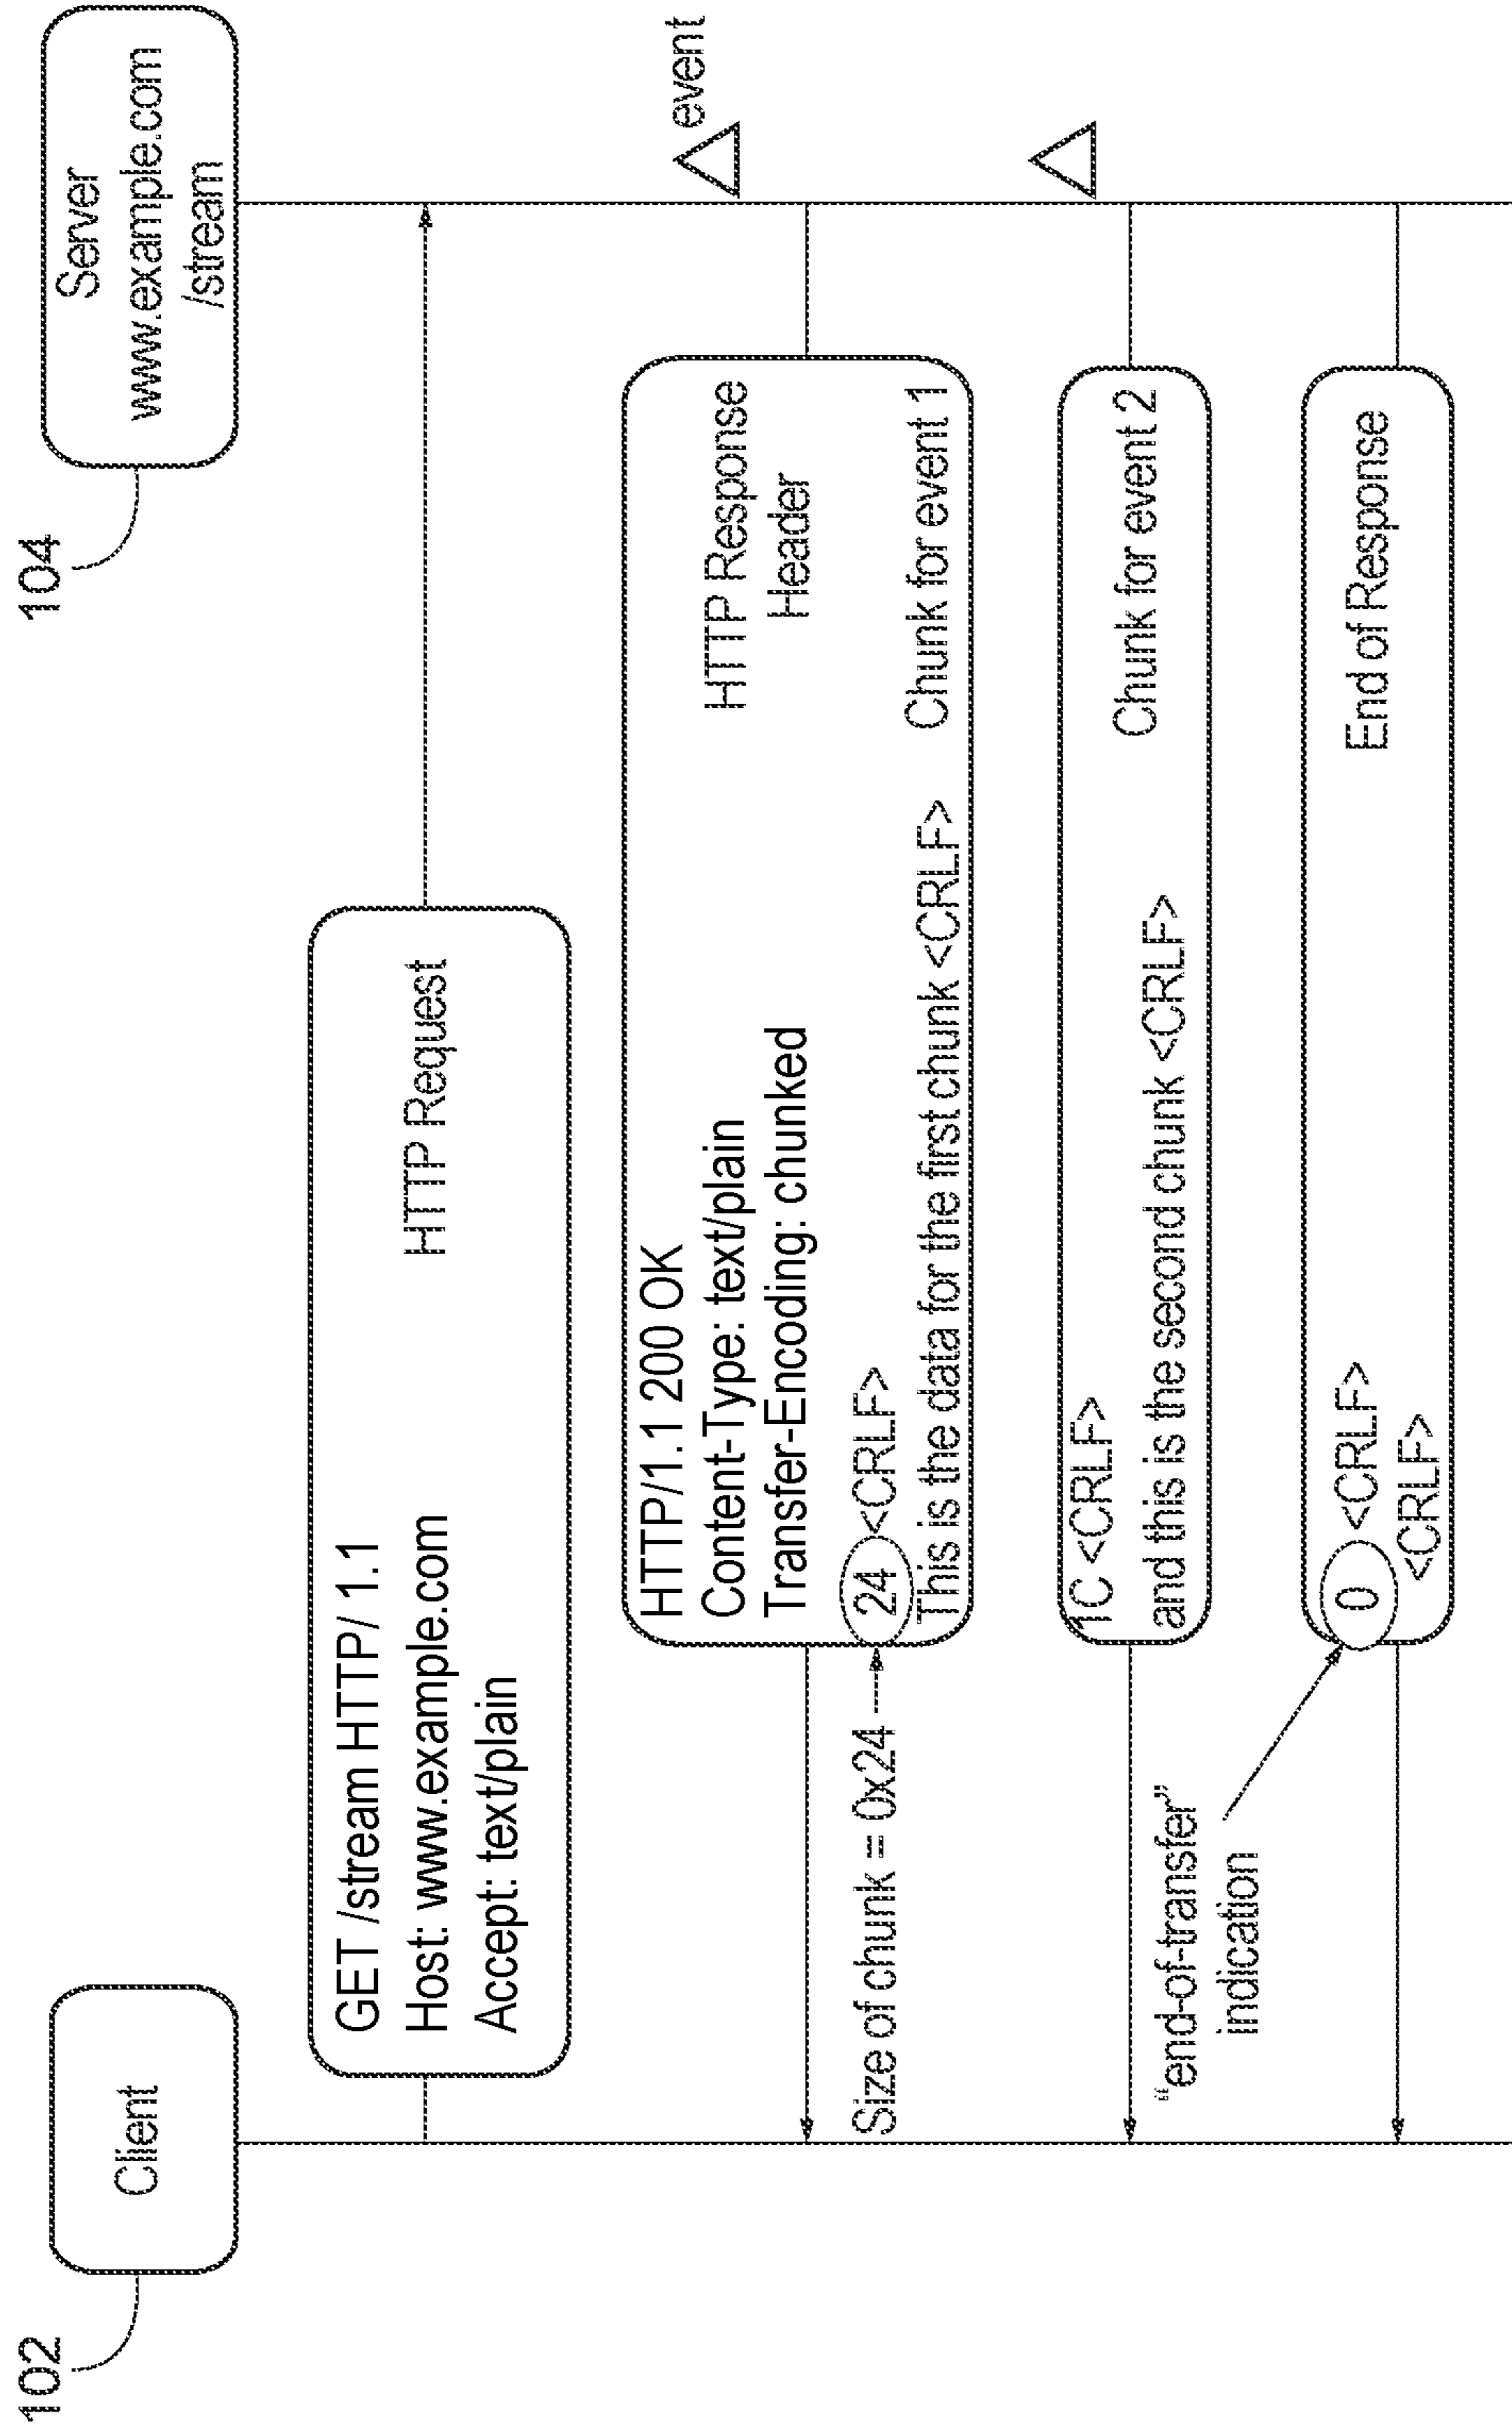 102
Client
104
Server
www.example.com
/stream
GET /stream HTTP/ 1.1
Host: www.example.com
Accept: text/plain
HTTP Request
event
HTTP/1.1 200 OK
Content-Type: text/plain
Transfer-Encoding: chunked
HTTP Response
Header
24 <CRLF>
This is the data for the first chunk <CRLF>
Chunk for event 1
Size of chunk = 0x24
1C <CRLF>
and this is the second chunk <CRLF>
Chunk for event 2
“end-of-transfer”
indication
0 <CRLF>
<CRLF>
End of Response